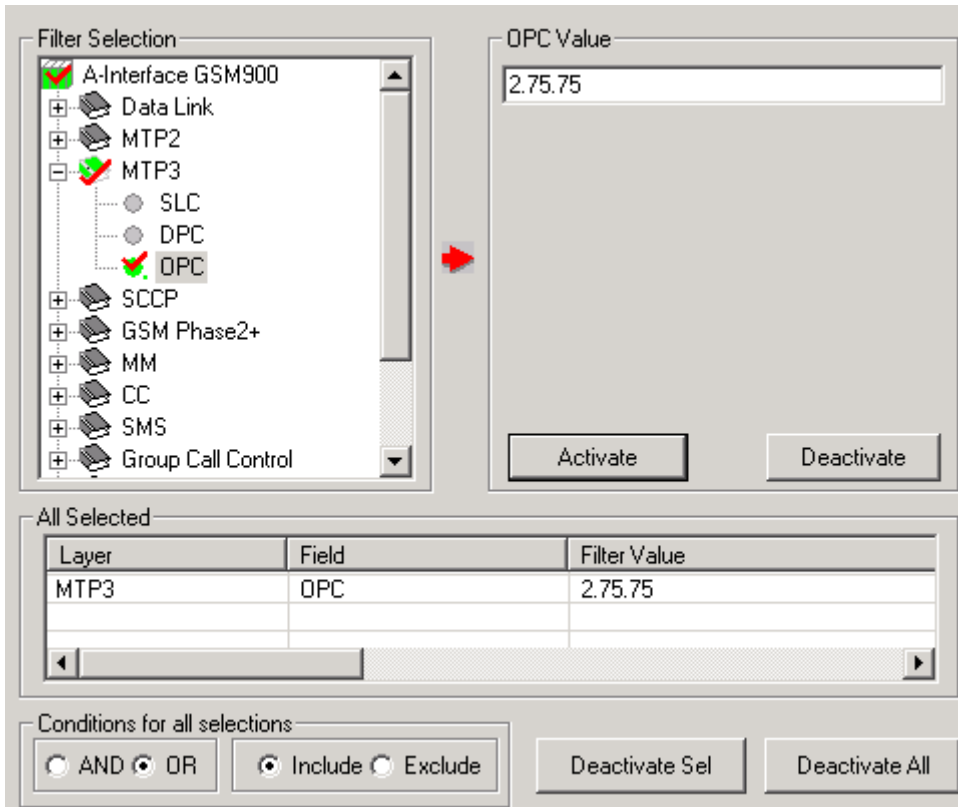 Filter Selection
A-Interface GSM900
Data Link
MTP2
MTP3
SLC
DPC
OPC
SCCP
GSM Phase2+
MM
CC
SMS
Group Call Control
OPC Value
2.75.75
Activate Deactivate
All Selected
Layer Field Filter Value
MTP3 OPC 2.75.75
Conditions for all selections
AND OR Include Exclude Deactivate Sel Deactivate All